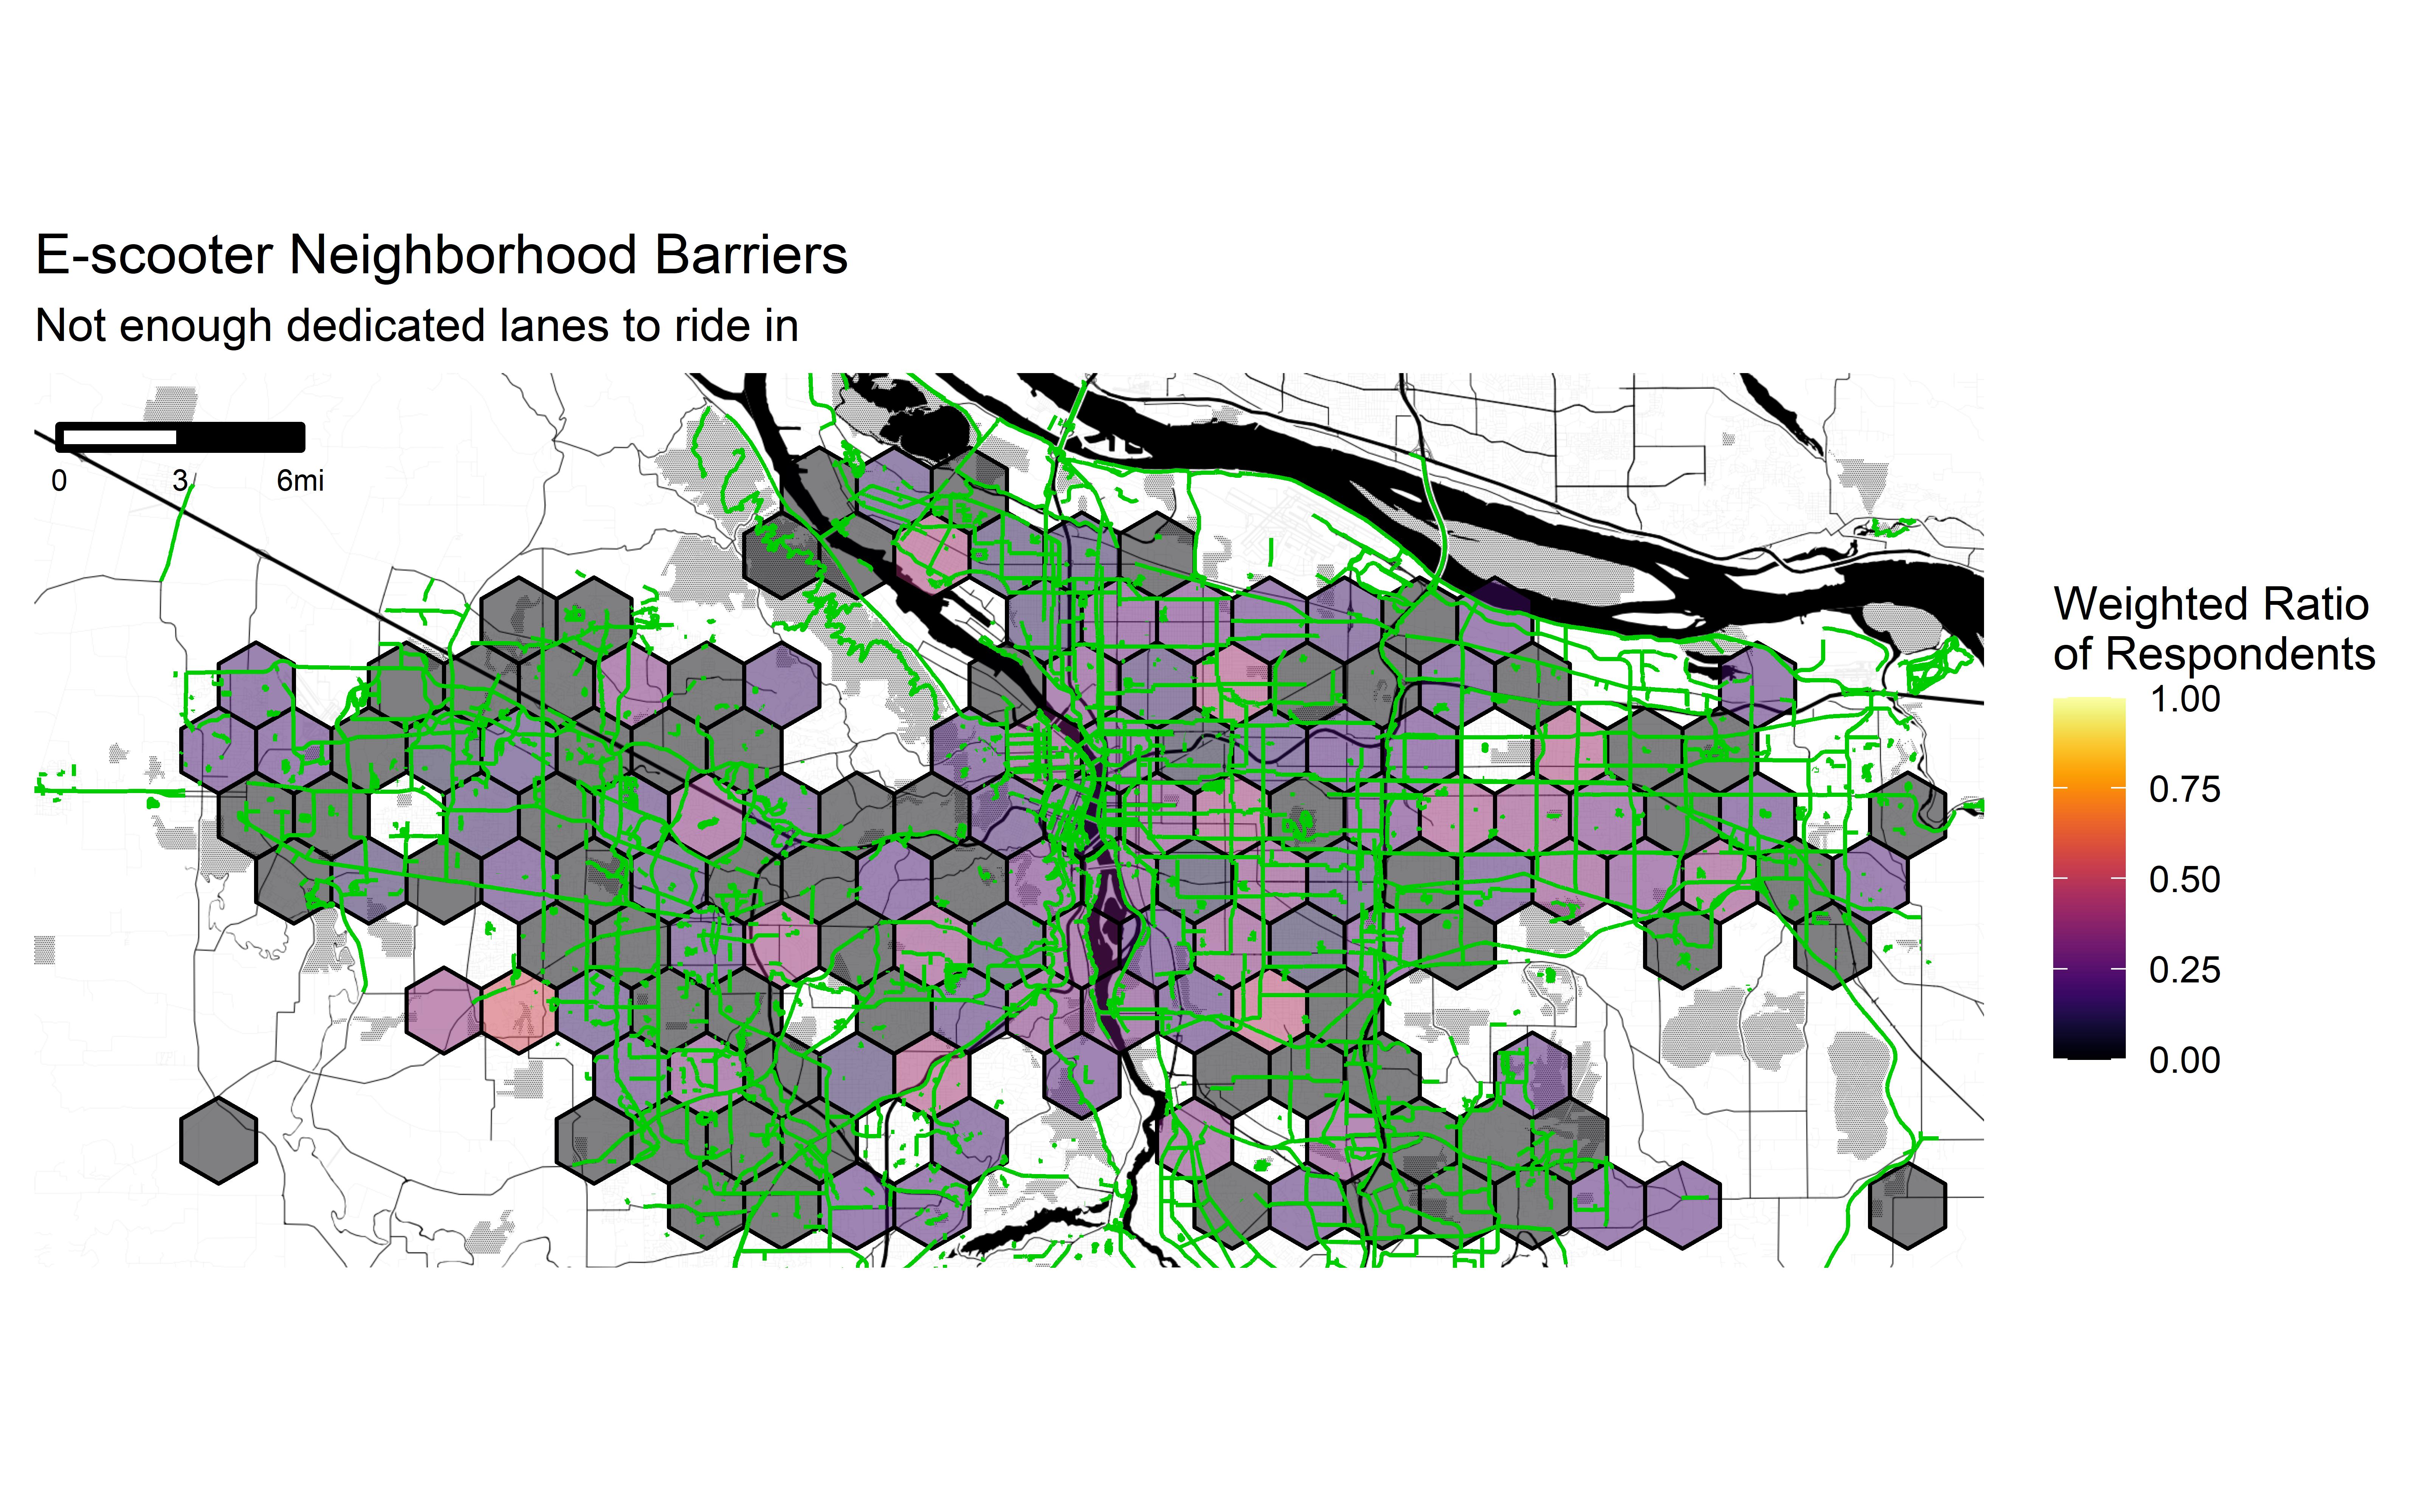 E-scooter Neighborhood Barriers
Not enough dedicated lanes to ride in
0 3 6mi
Weighted Ratio
of Respondents
1.00
0.75
0.50
0.25
0.00